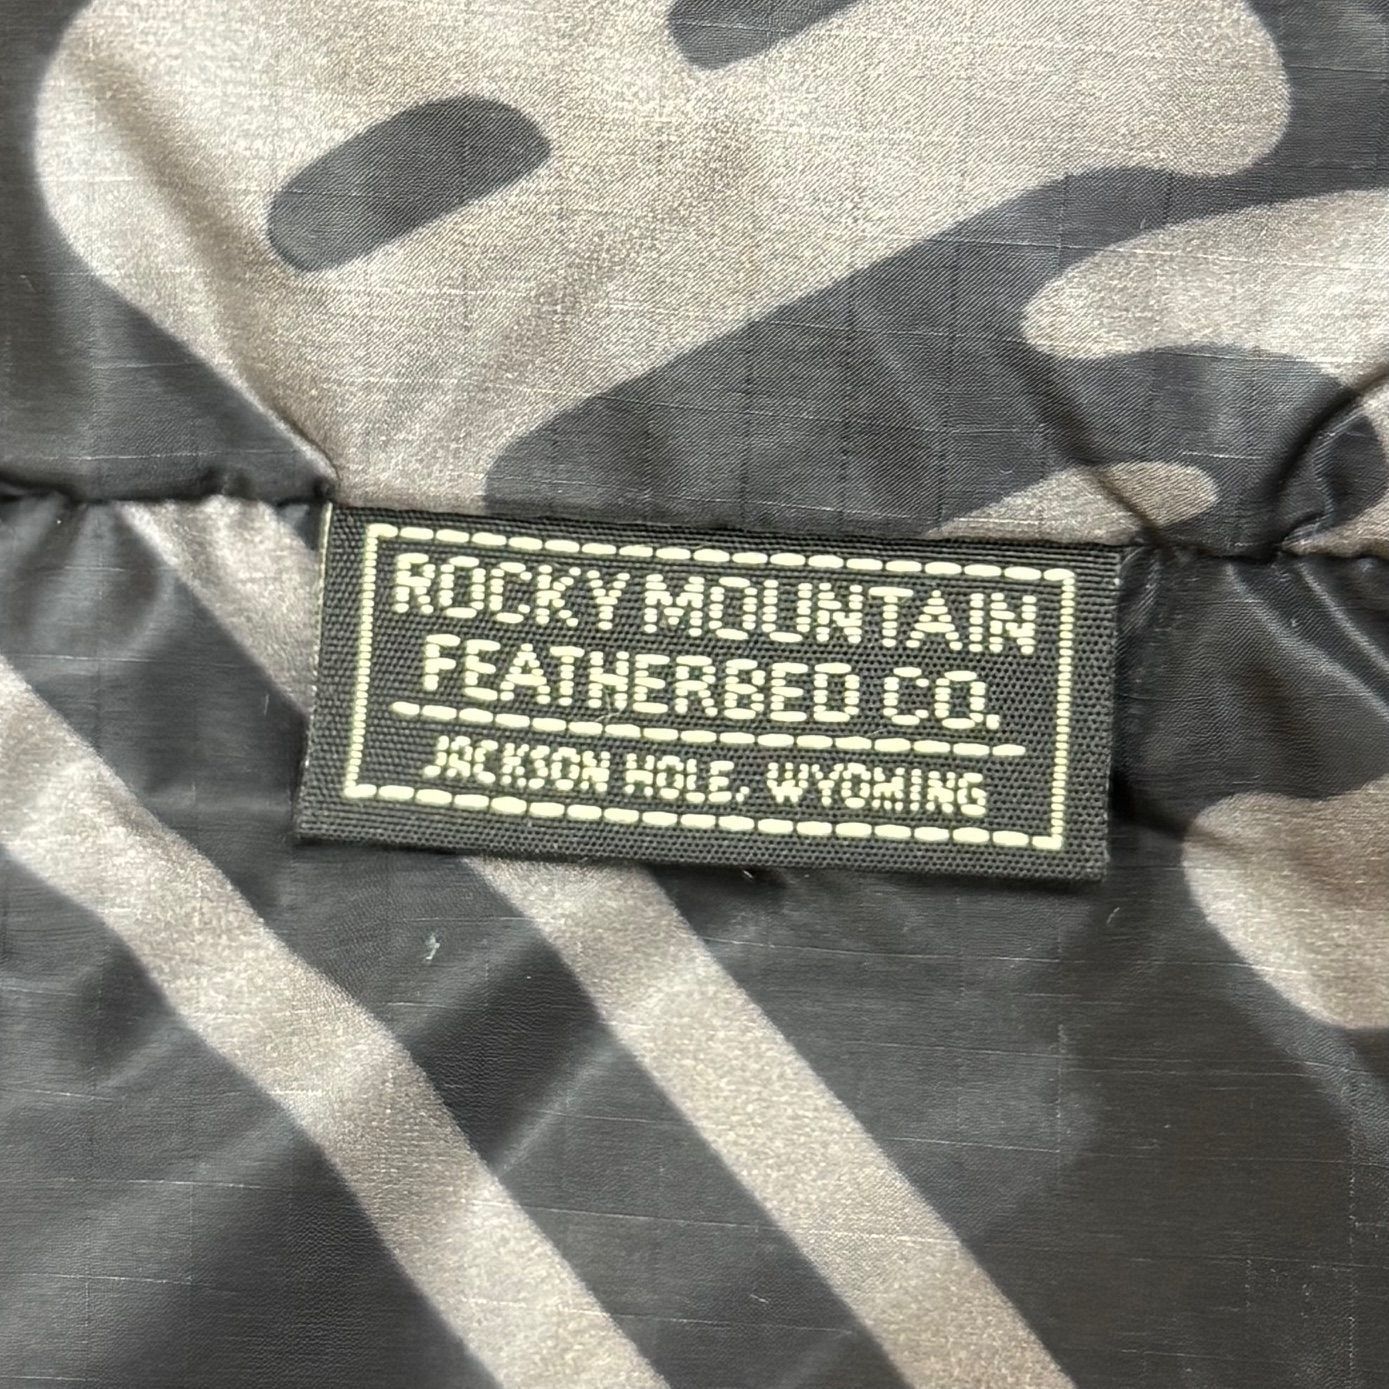 ROCKY MOUNTAIN
FEATHERBED CO.
JACKSON HOLE, WYOMING